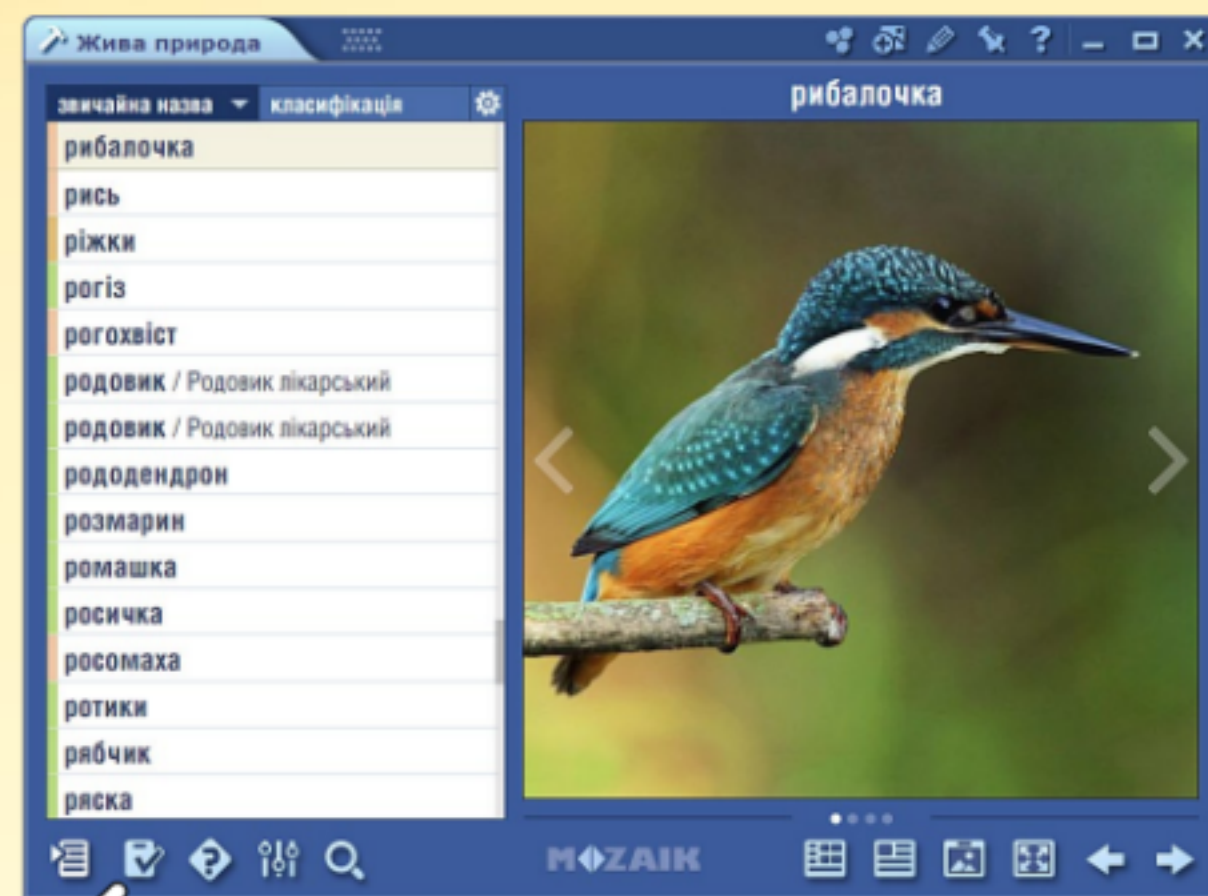 Жива природа
?
звичайна назва
класифікація
рибалочка
рибалочка
рись
ріжки
рогіз
рогохвіст
родовик / Родовик лікарський
родовик / Родовик лікарський
рододендрон
розмарин
ромашка
росичка
росомаха
ротики
рябчик
ряска
?
MOZAIK